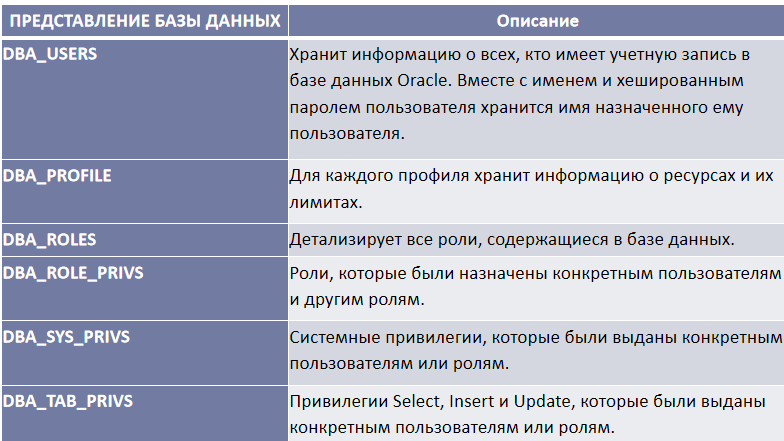 ПРЕДСТАВЛЕНИЕ БАЗЫ ДАННЫХ Описание
DBA_USERS Хранит информацию о всех, кто имеет учетную запись в
базе данных Oracle. Вместе с именем и хешированным
паролем пользователя хранится имя назначенного ему
пользователя.
DBA_PROFILE Для каждого профиля хранит информацию о ресурсах и их
лимитах.
DBA_ROLES Детализирует все роли, содержащиеся в базе данных.
DBA_ROLE_PRIVS Роли, которые были назначены конкретным пользователям
и другим ролям.
DBA_SYS_PRIVS Системные привилегии, которые были выданы конкретным
пользователям или ролям.
DBA_TAB_PRIVS Привилегии Select, Insert и Update, которые были выданы
конкретным пользователям или ролям.